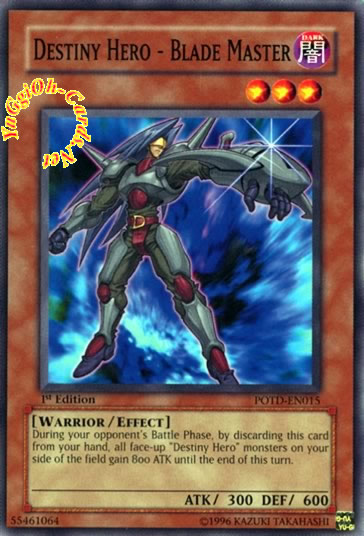 DESTINY HERO - BLADE MASTER
DARK
闇
YuGgiOh-Cards.Net
1st Edition
POTD-EN015
[WARRIOR / EFFECT]
During your opponent's Battle Phase, by discarding this card
from your hand, all face-up "Destiny Hero" monsters on your
side of the field gain 800 ATK until the end of this turn.
ATK/ 300 DEF/ 600
55461064
©1996 KAZUKI TAKAHASHI